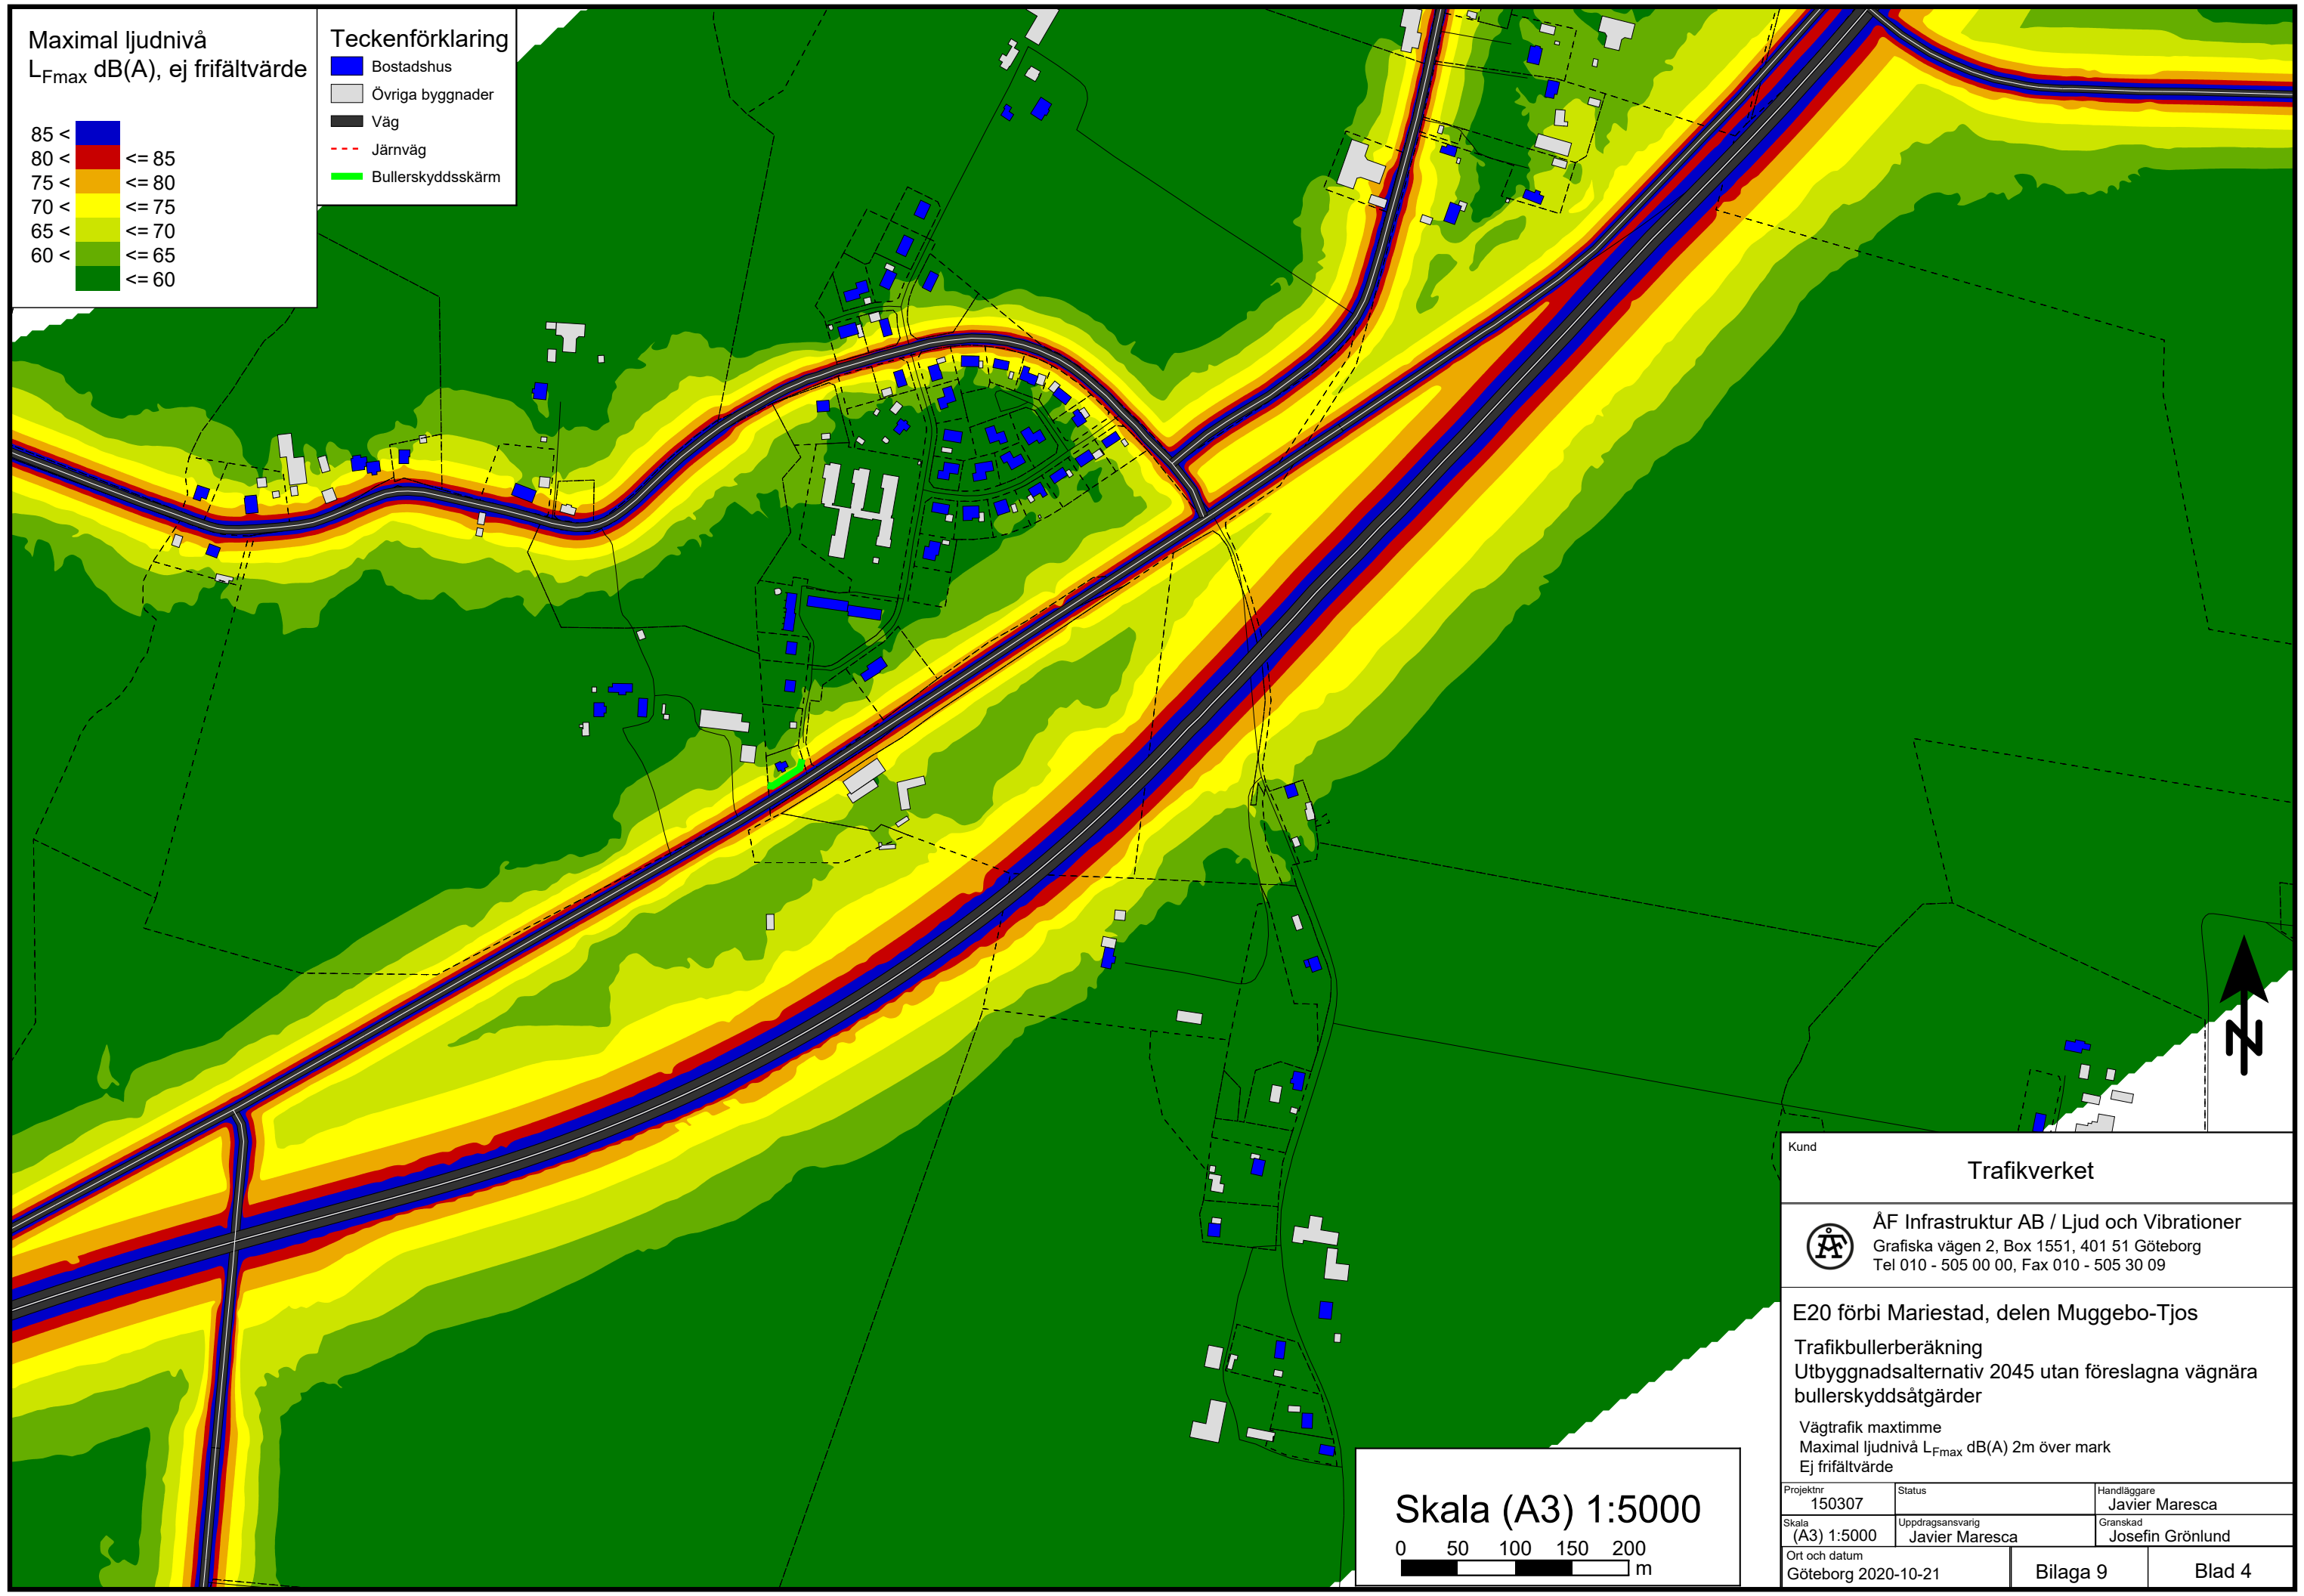 Maximal ljudnivå
LFmax dB(A), ej frifältvärde
85 <
80 < <= 85
75 < <= 80
70 < <= 75
65 < <= 70
60 < <= 65
<= 60
Teckenförklaring
Bostadshus
Övriga byggnader
Väg
Järnväg
Bullerskyddsskärm
N
Skala (A3) 1:5000
0 50 100 150 200
m
Kund
Trafikverket
ÅF
ÅF Infrastruktur AB / Ljud och Vibrationer
Grafiska vägen 2, Box 1551, 401 51 Göteborg
Tel 010 - 505 00 00, Fax 010 - 505 30 09
E20 förbi Mariestad, delen Muggebo-Tjos
Trafikbullerberäkning
Utbyggnadsalternativ 2045 utan föreslagna vägnära
bullerskyddsåtgärder
Vägtrafik maxtimme
Maximal ljudnivå LFmax dB(A) 2m över mark
Ej frifältvärde
Projektnr
150307
Status
Handläggare
Javier Maresca
Skala
(A3) 1:5000
Uppdragsansvarig
Javier Maresca
Granskad
Josefin Grönlund
Ort och datum
Göteborg 2020-10-21
Bilaga 9
Blad 4